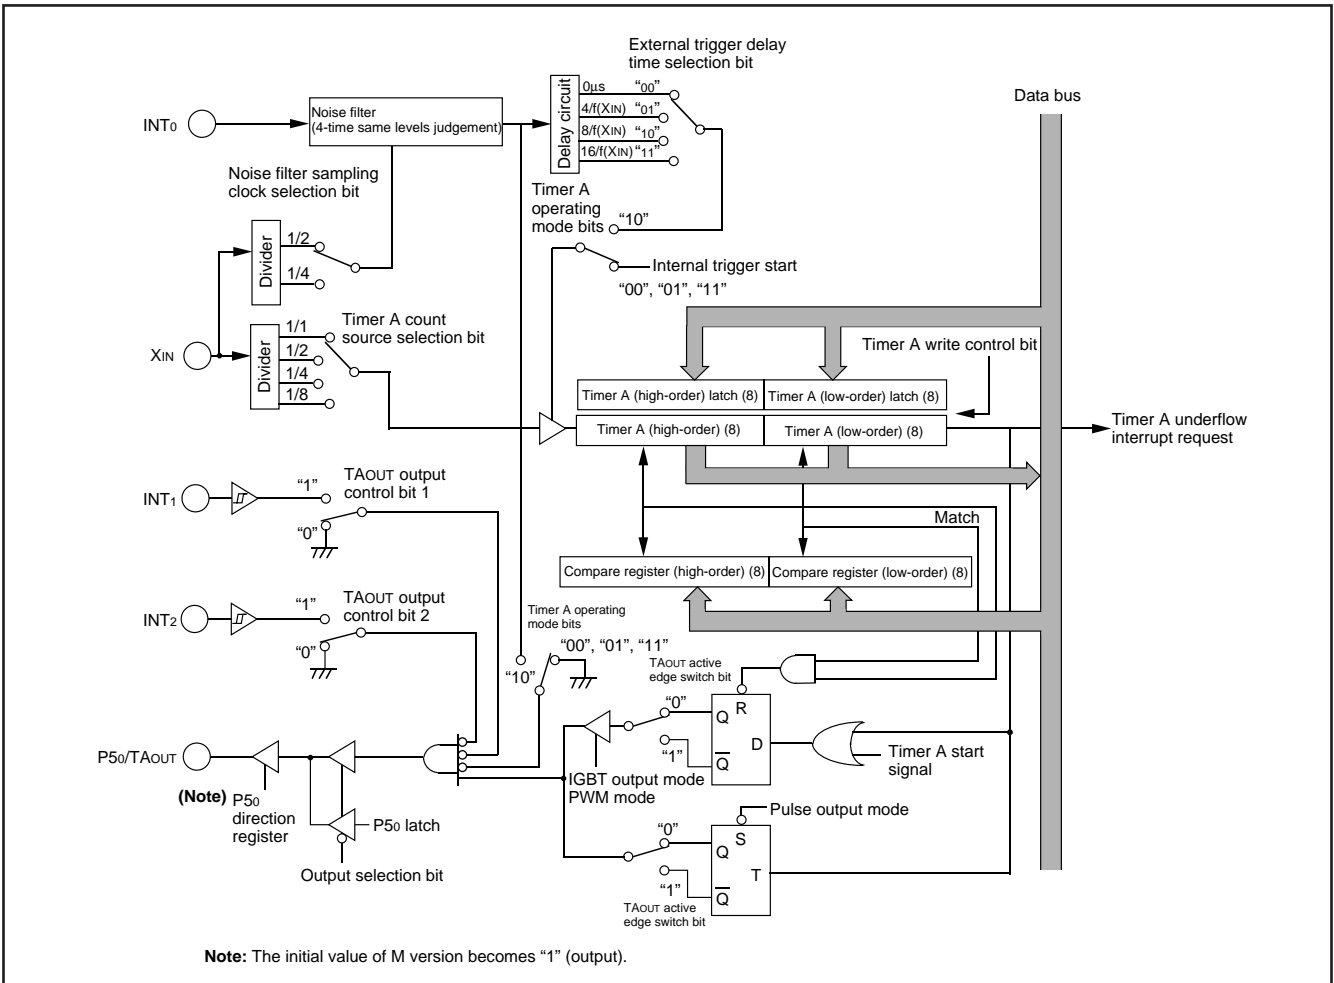 External trigger delay
time selection bit
Data bus
INT0
Noise filter
(4-time same levels judgement)
Delay circuit
0µs “00”
4/f(XIN) “01”
8/f(XIN) “10”
16/f(XIN) “11”
Noise filter sampling
clock selection bit
Timer A
operating
mode bits
“10”
Internal trigger start
“00”, “01”, “11”
Divider
1/2
1/4
XIN
Divider
1/1
1/2
1/4
1/8
Timer A count
source selection bit
Timer A write control bit
Timer A (high-order) latch (8)
Timer A (low-order) latch (8)
Timer A (high-order) (8)
Timer A (low-order) (8)
Timer A underflow
interrupt request
INT1
“1”
“0”
TAOUT output
control bit 1
Match
Compare register (high-order) (8)
Compare register (low-order) (8)
INT2
“1”
“0”
TAOUT output
control bit 2
Timer A operating
mode bits
“00”, “01”, “11”
“10”
TAOUT active
edge switch bit
“0”
“1”
Q
R
D
Q
Timer A start
signal
IGBT output mode
PWM mode
P50/TAOUT
(Note)
P50
direction
register
P50 latch
Output selection bit
Pulse output mode
“0”
“1”
Q
S
T
Q
TAOUT active
edge switch bit
Note: The initial value of M version becomes “1” (output).